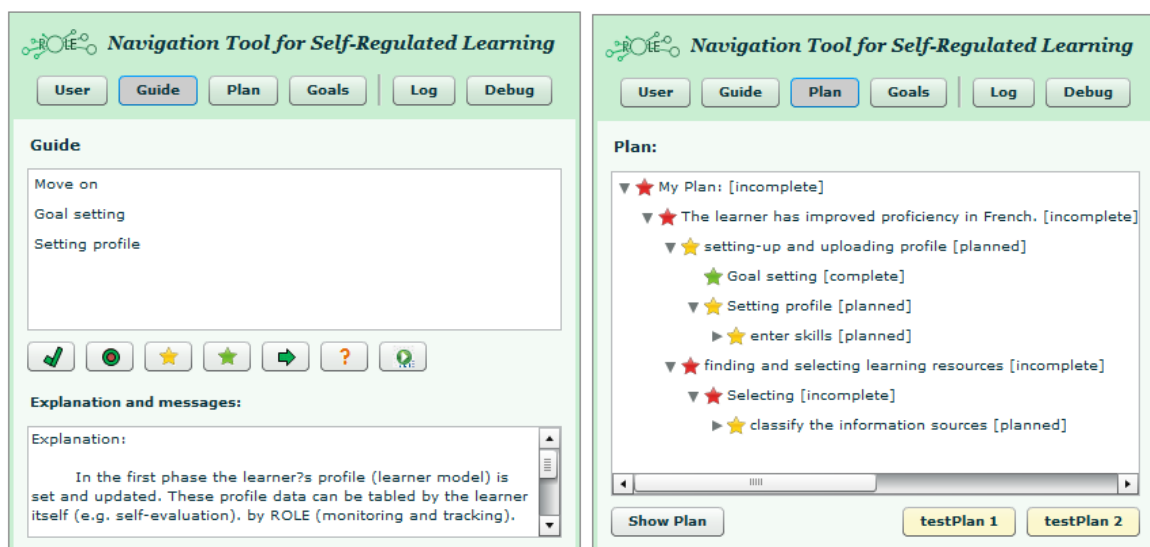 ROLE Navigation Tool for Self-Regulated Learning
User Guide Plan Goals Log Debug
Guide
Move on
Goal setting
Setting profile
?
Explanation and messages:
Explanation:
In the first phase the learner?s profile (learner model) is
set and updated. These profile data can be tabled by the learner
itself (e.g. self-evaluation). by ROLE (monitoring and tracking).
ROLE Navigation Tool for Self-Regulated Learning
User Guide Plan Goals Log Debug
Plan:
My Plan: [incomplete]
The learner has improved proficiency in French. [incomplete]
setting-up and uploading profile [planned]
Goal setting [complete]
Setting profile [planned]
enter skills [planned]
finding and selecting learning resources [incomplete]
Selecting [incomplete]
classify the information sources [planned]
Show Plan testPlan 1 testPlan 2